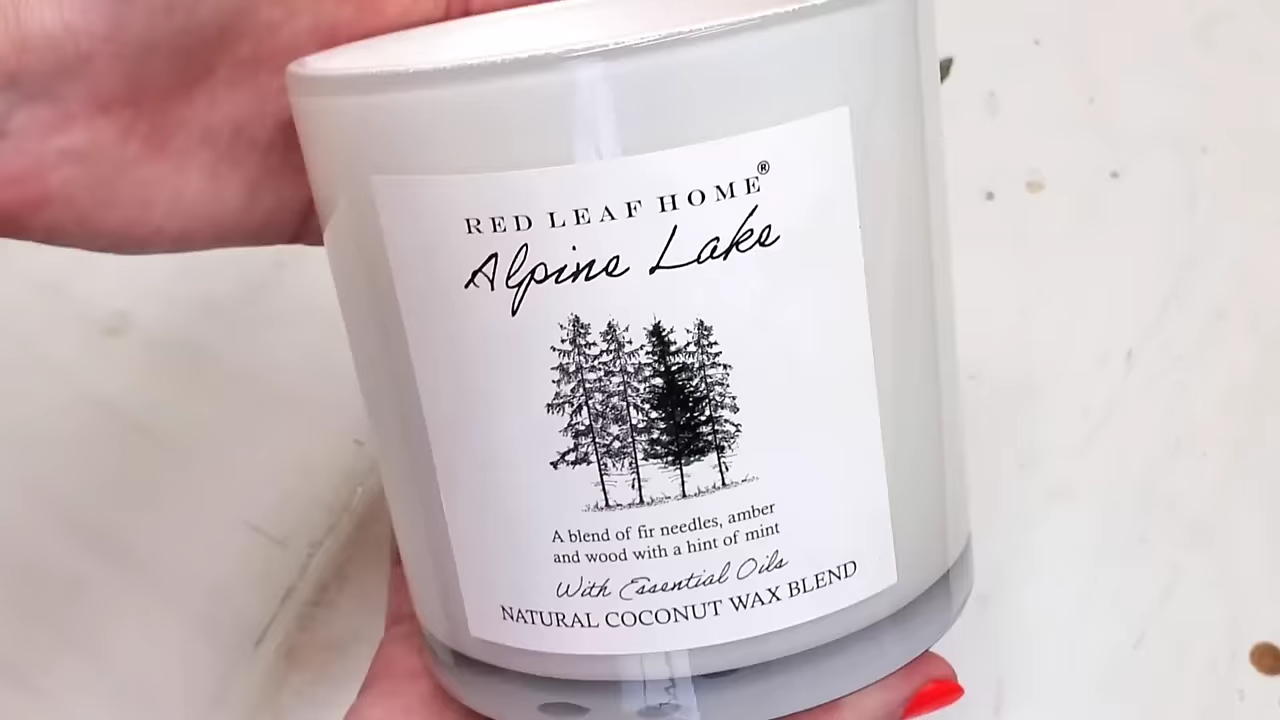 RED LEAF HOME®
Alpine Lake
A blend of fir needles, amber
and wood with a hint of mint
With Essential Oils
NATURAL COCONUT WAX BLEND